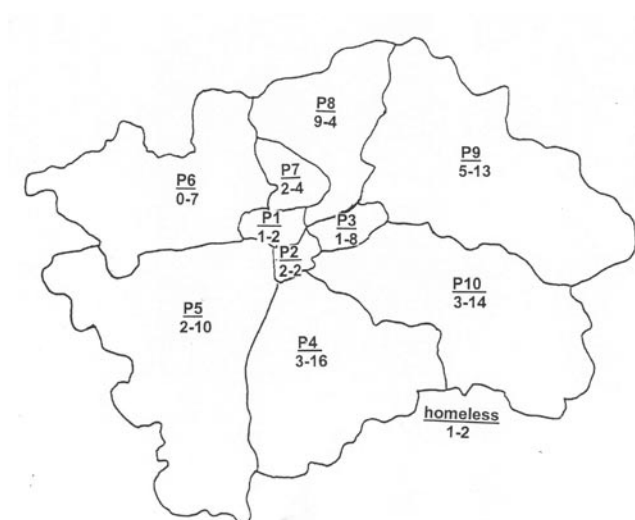 P8
9-4
P9
5-13
P6
0-7
P7
2-4
P1
1-2
P3
1-8
P2
2-2
P10
3-14
P5
2-10
P4
3-16
homeless
1-2